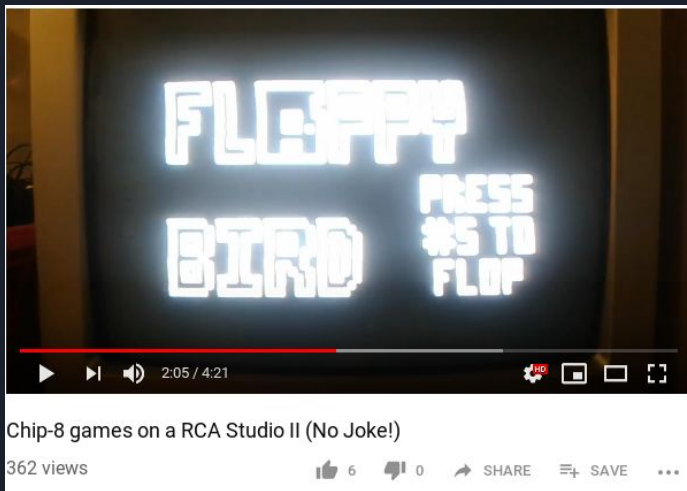 FLOPPY
BIRD
PRESS
#5 TO
FLOP
2:05 / 4:21
HD
Chip-8 games on a RCA Studio II (No Joke!)
362 views
6
0
SHARE
SAVE